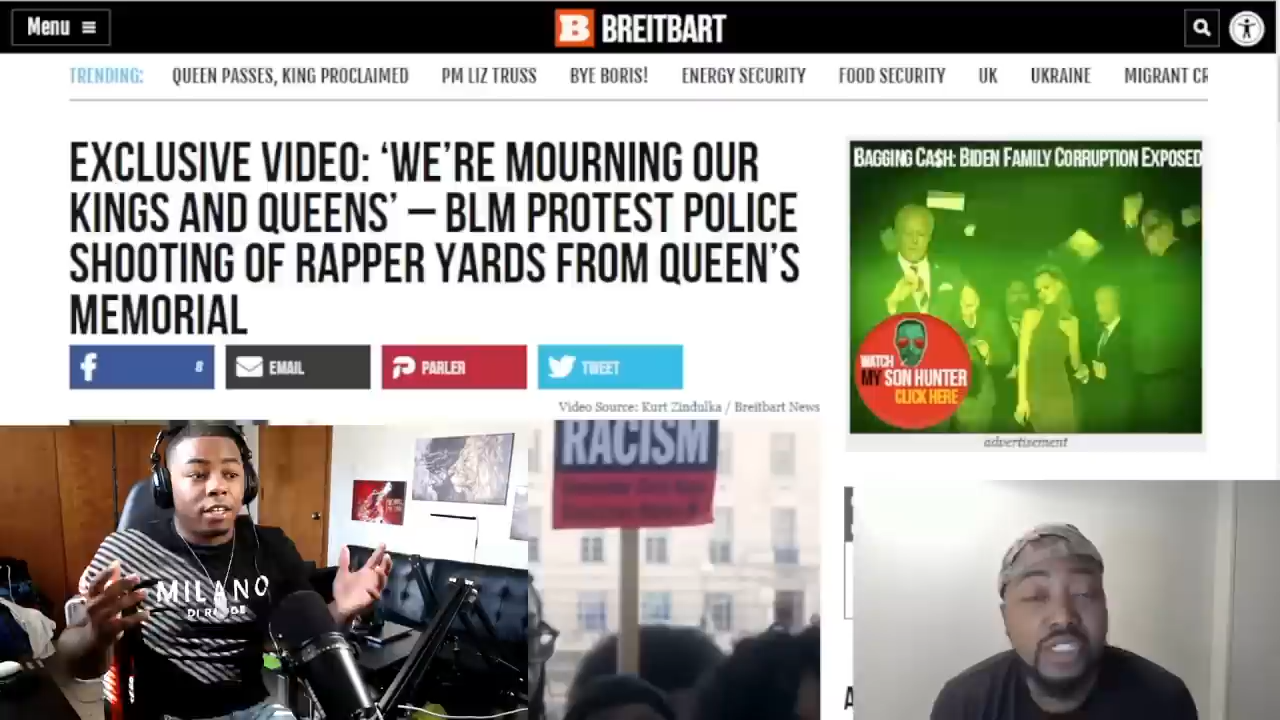 Menu
BREITBART
TRENDING: QUEEN PASSES, KING PROCLAIMED PM LIZ TRUSS BYE BORIS! ENERGY SECURITY FOOD SECURITY UK UKRAINE MIGRANT CR
EXCLUSIVE VIDEO: ‘WE’RE MOURNING OUR
KINGS AND QUEENS’ – BLM PROTEST POLICE
SHOOTING OF RAPPER YARDS FROM QUEEN’S
MEMORIAL
8 EMAIL PARLER TWEET
Video Source: Kurt Zindulka / Breitbart News
BAGGING CA$H: BIDEN FAMILY CORRUPTION EXPOSED
WATCH
MY SON HUNTER
CLICK HERE
advertisement
RACISM
MILANO